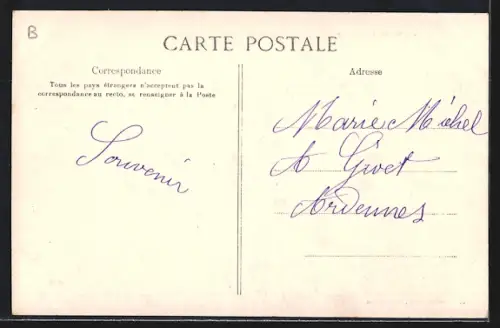 B
CARTE POSTALE
Correspondance
Tous les pays étrangers n'acceptent pas la
correspondance au recto, se renseigner à la Poste
Souvenir
Adresse
Marie Michel
A Givet
Ardennes